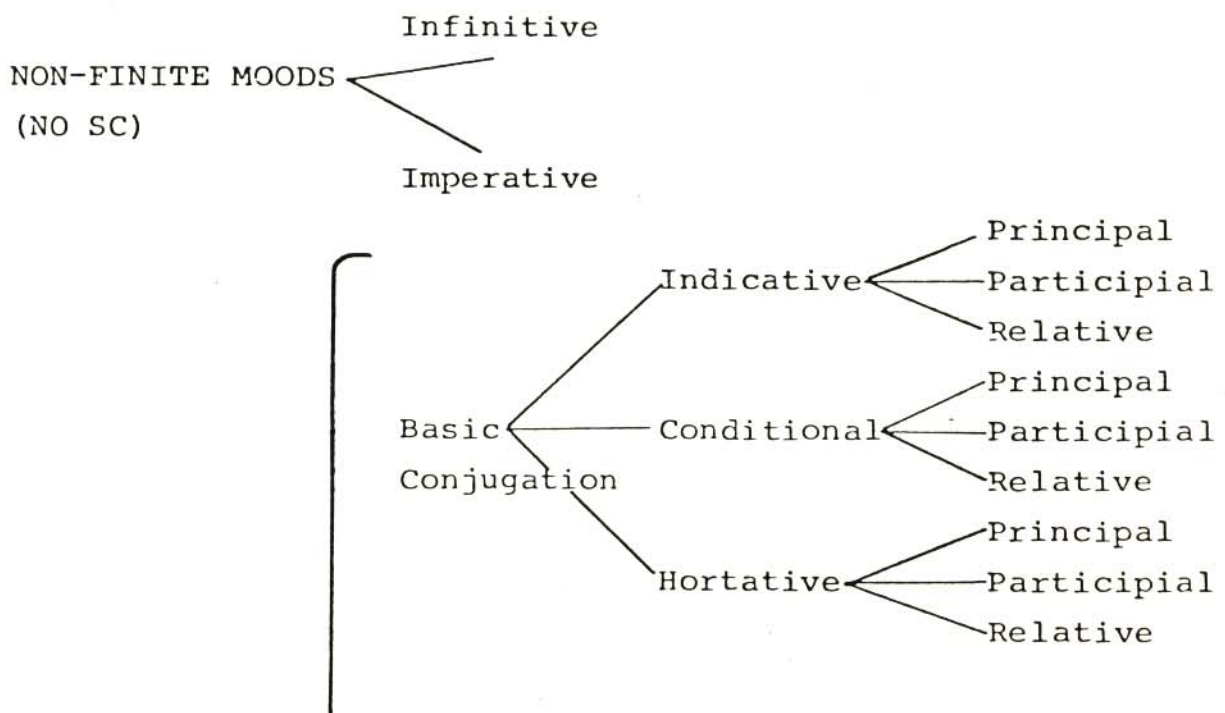 Infinitive
NON-FINITE MOODS
(NO SC)
Imperative
Principal
Indicative Participial
Relative
Principal
Basic Conditional Participial
Conjugation Relative
Principal
Hortative Participial
Relative